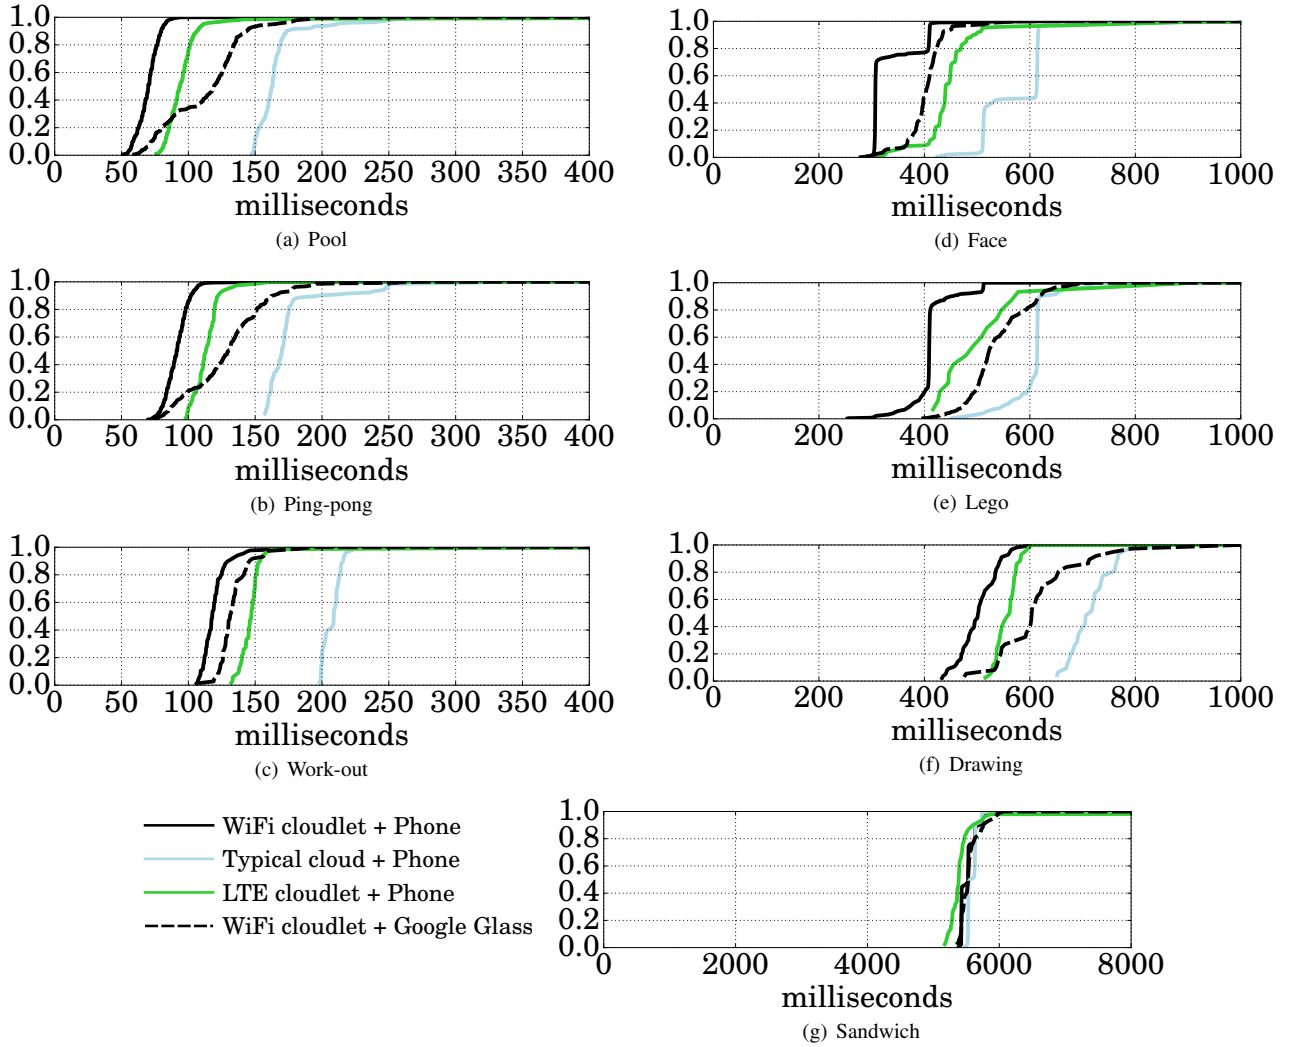 1.0
0.8
0.6
0.4
0.2
0.0
0 50 100 150 200 250 300 350 400
milliseconds
(a) Pool
1.0
0.8
0.6
0.4
0.2
0.0
0 200 400 600 800 1000
milliseconds
(d) Face
1.0
0.8
0.6
0.4
0.2
0.0
0 50 100 150 200 250 300 350 400
milliseconds
(b) Ping-pong
1.0
0.8
0.6
0.4
0.2
0.0
0 200 400 600 800 1000
milliseconds
(e) Lego
1.0
0.8
0.6
0.4
0.2
0.0
0 50 100 150 200 250 300 350 400
milliseconds
(c) Work-out
1.0
0.8
0.6
0.4
0.2
0.0
0 200 400 600 800 1000
milliseconds
(f) Drawing
WiFi cloudlet + Phone
Typical cloud + Phone
LTE cloudlet + Phone
WiFi cloudlet + Google Glass
1.0
0.8
0.6
0.4
0.2
0.0
0 2000 4000 6000 8000
milliseconds
(g) Sandwich